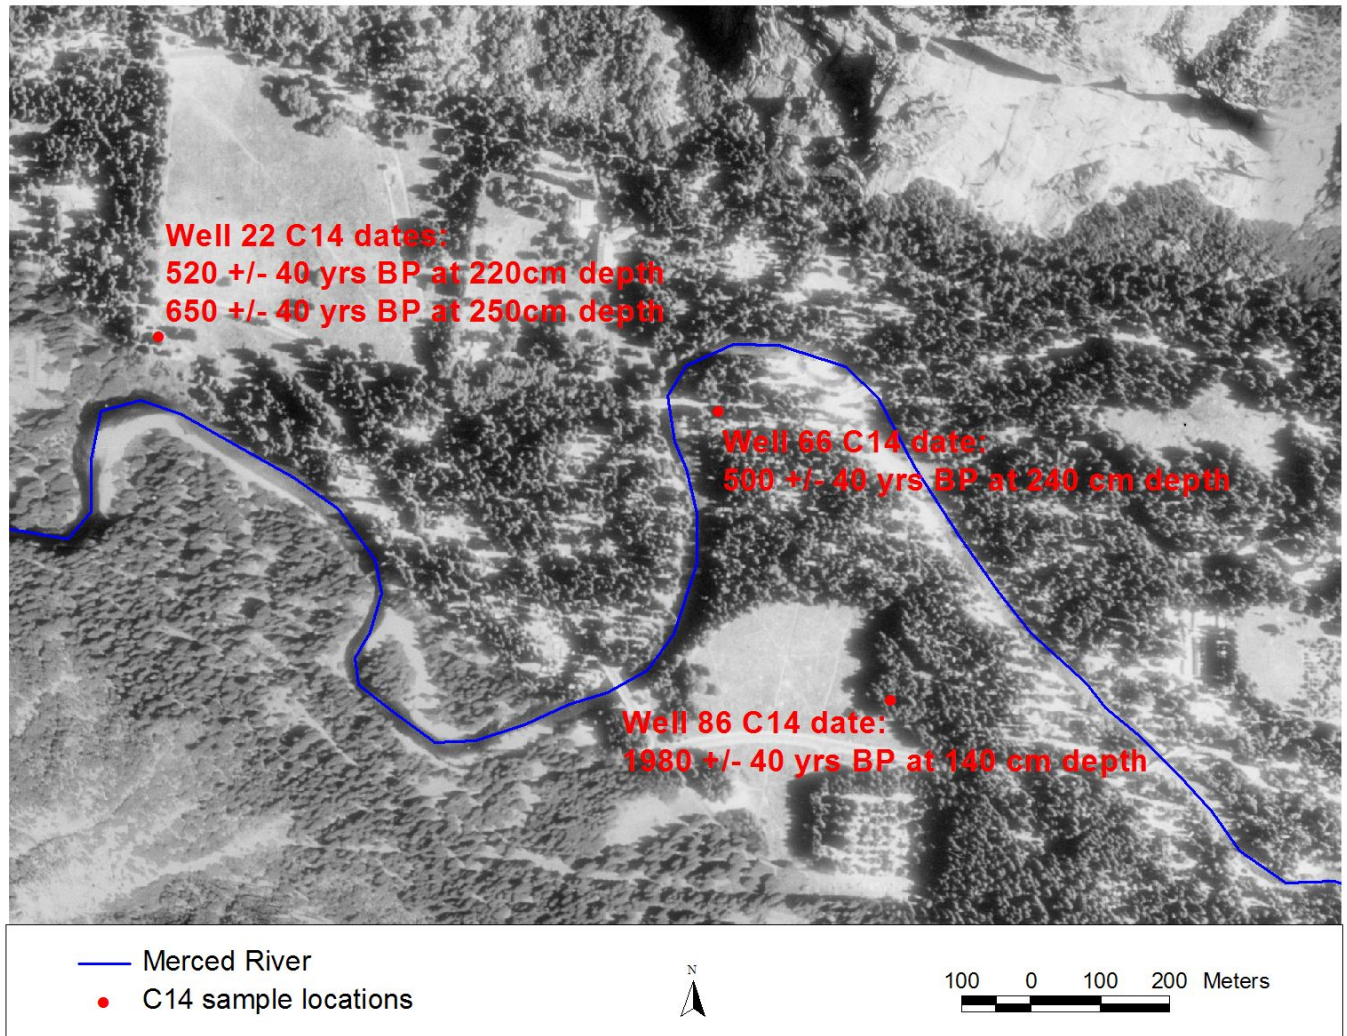 Well 22 C14 dates:
520 +/- 40 yrs BP at 220cm depth
650 +/- 40 yrs BP at 250cm depth
Well 66 C14 date:
500 +/- 40 yrs BP at 240 cm depth
Well 86 C14 date:
1980 +/- 40 yrs BP at 140 cm depth
Merced River
C14 sample locations
N
100 0 100 200 Meters